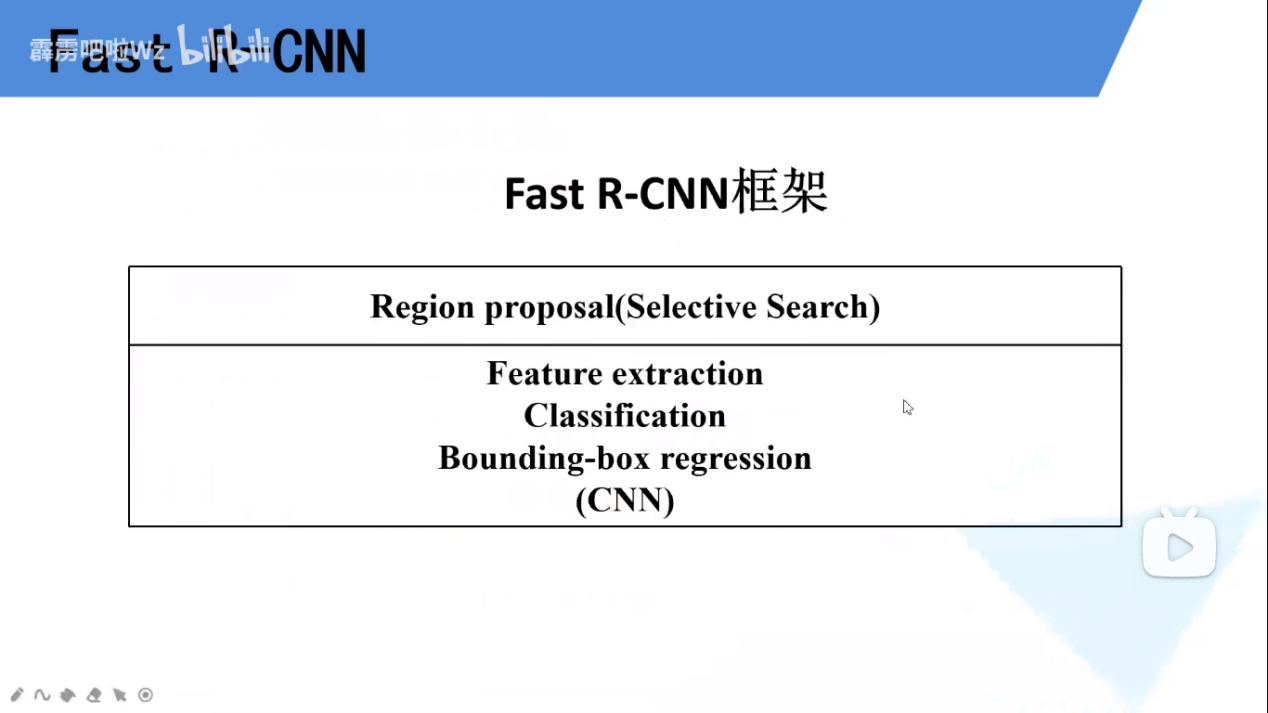 Fast R-CNN
霹雳吧啦Wz bilibili
Fast R-CNN框架
Region proposal(Selective Search)
Feature extraction
Classification
Bounding-box regression
(CNN)